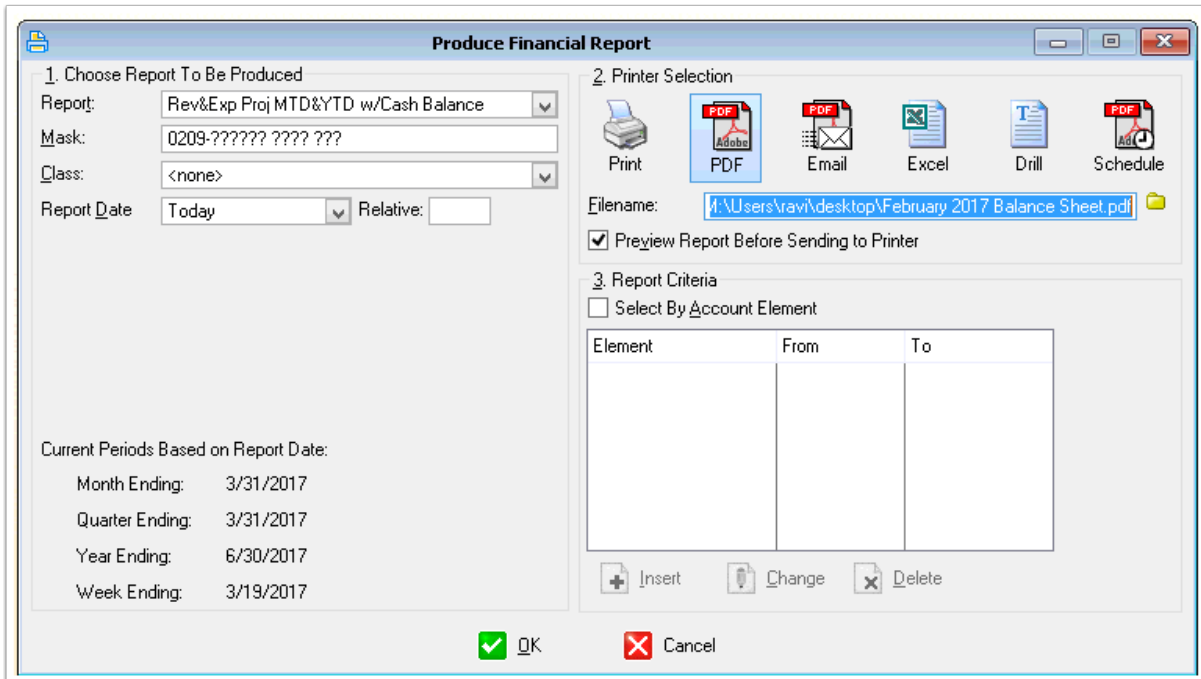 Produce Financial Report
1. Choose Report To Be Produced
Report: Rev&Exp Proj MTD&YTD w/Cash Balance
Mask: 0209-?????? ???? ???
Class: <none>
Report Date Today Relative:
Current Periods Based on Report Date:
Month Ending: 3/31/2017
Quarter Ending: 3/31/2017
Year Ending: 6/30/2017
Week Ending: 3/19/2017
2. Printer Selection
PDF PDF PDF
Adobe
Print PDF Email Excel Drill Schedule
Filename: M:\Users\ravi\desktop\February 2017 Balance Sheet.pdf
Preview Report Before Sending to Printer
3. Report Criteria
Select By Account Element
Element From To
Insert Change Delete
OK Cancel